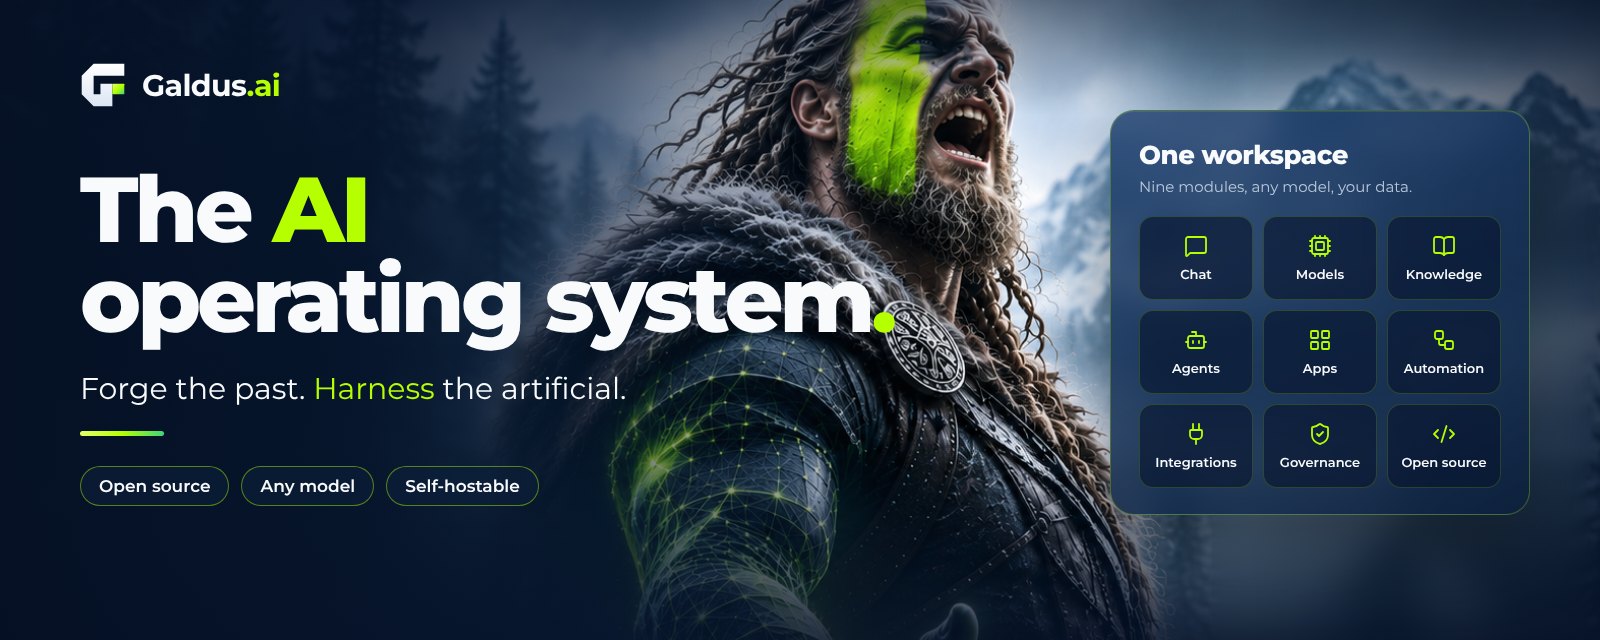 Galdus.ai
The AI
operating system.
Forge the past. Harness the artificial.
Open source
Any model
Self-hostable
One workspace
Nine modules, any model, your data.
Chat
Models
Knowledge
Agents
Apps
Automation
Integrations
Governance
Open source